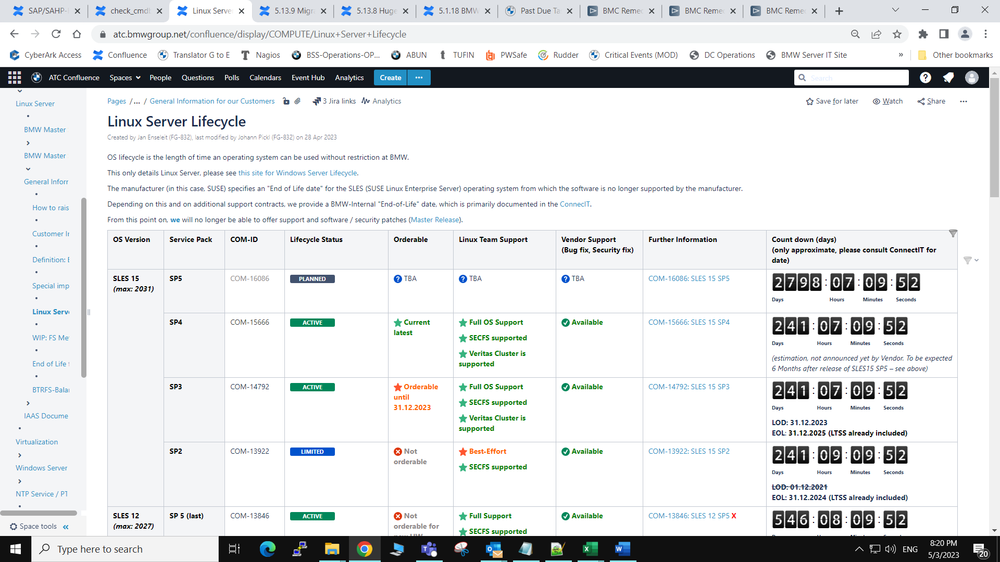 SAP/SAHP-
check_cmdb
Linux Serve
5.13.9 Migra
5.13.8 Huge
5.1.18 BMW
Past Due Ta
BMC Reme
BMC Reme
BMC Reme
atc.bmwgroup.net/confluence/display/COMPUTE/Linux+Server+Lifecycle
CyberArk Access
Confluence
Translator G to E
Nagios
BSS-Operations-OP...
ABUN
TUFIN
PWSafe
Rudder
Critical Events (MOD)
DC Operations
BMW Server IT Site
»
Other bookmarks
ATC Confluence
Spaces
People
Questions
Polls
Calendars
Event Hub
Analytics
Create
Search
Linux Server
BMW Master
BMW Master
General Inforr
How to rais
Customer Ir
Definition: E
Special imp
Linux Serve
WIP: FS Me
End of Life f
BTRFS-Balar
IAAS Docume
Virtualization
Windows Server
NTP Service / PT
Space tools «
Pages /... / General Information for our Customers
3 Jira links
Analytics
Save for later
Watch
Share
Linux Server Lifecycle
Created by Jan Enseleit (FG-832), last modified by Johann Pickl (FG-832) on 28 Apr 2023
OS lifecycle is the length of time an operating system can be used without restriction at BMW.
This only details Linux Server, please see this site for Windows Server Lifecycle.
The manufacturer (in this case, SUSE) specifies an "End of Life date" for the SLES (SUSE Linux Enterprise Server) operating system from which the software is no longer supported by the manufacturer.
Depending on this and on additional support contracts, we provide a BMW-Internal "End-of-Life" date, which is primarily documented in the ConnecIT.
From this point on, we will no longer be able to offer support and software / security patches (Master Release).
OS Version
Service Pack
COM-ID
Lifecycle Status
Orderable
Linux Team Support
Vendor Support
(Bug fix, Security fix)
Further Information
Count down (days)
(only approximate, please consult ConnectIT for
date)
SLES 15
(max: 2031)
SP5
COM-16086
PLANNED
TBA
TBA
TBA
COM-16086: SLES 15 SP5
2798:07:09:52
Days Hours Minutes Seconds
SP4
COM-15666
ACTIVE
Current
latest
Full OS Support
SECFS supported
Veritas Cluster is
supported
Available
COM-15666: SLES 15 SP4
241:07:09:52
Days Hours Minutes Seconds
(estimation, not announced yet by Vendor. To be expected
6 Months after release of SLES15 SP5 – see above)
SP3
COM-14792
ACTIVE
Orderable
until
31.12.2023
Full OS Support
SECFS supported
Veritas Cluster is
supported
Available
COM-14792: SLES 15 SP3
241:07:09:52
Days Hours Minutes Seconds
LOD: 31.12.2023
EOL: 31.12.2025 (LTSS already included)
SP2
COM-13922
LIMITED
Not
orderable
Best-Effort
SECFS supported
Available
COM-13922: SLES 15 SP2
241:09:09:52
Days Hours Minutes Seconds
LOD: 01.12.2021
EOL: 31.12.2024 (LTSS already included)
SLES 12
(max: 2027)
SP 5 (last)
COM-13846
ACTIVE
Not
orderable for
Full Support
SECFS supported
Available
COM-13846: SLES 12 SP5 X
546:08:09:52
Type here to search
ENG
8:20 PM
5/3/2023
20